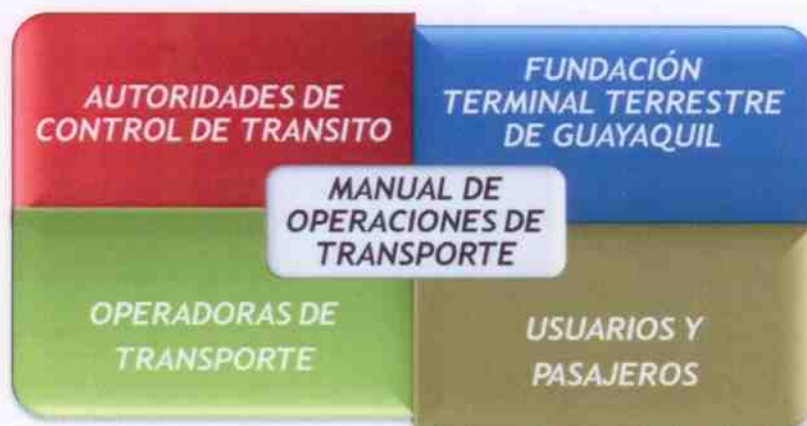 AUTORIDADES DE
CONTROL DE TRANSITO
FUNDACIÓN
TERMINAL TERRESTRE
DE GUAYAQUIL
MANUAL DE
OPERACIONES DE
TRANSPORTE
OPERADORAS DE
TRANSPORTE
USUARIOS Y
PASAJEROS